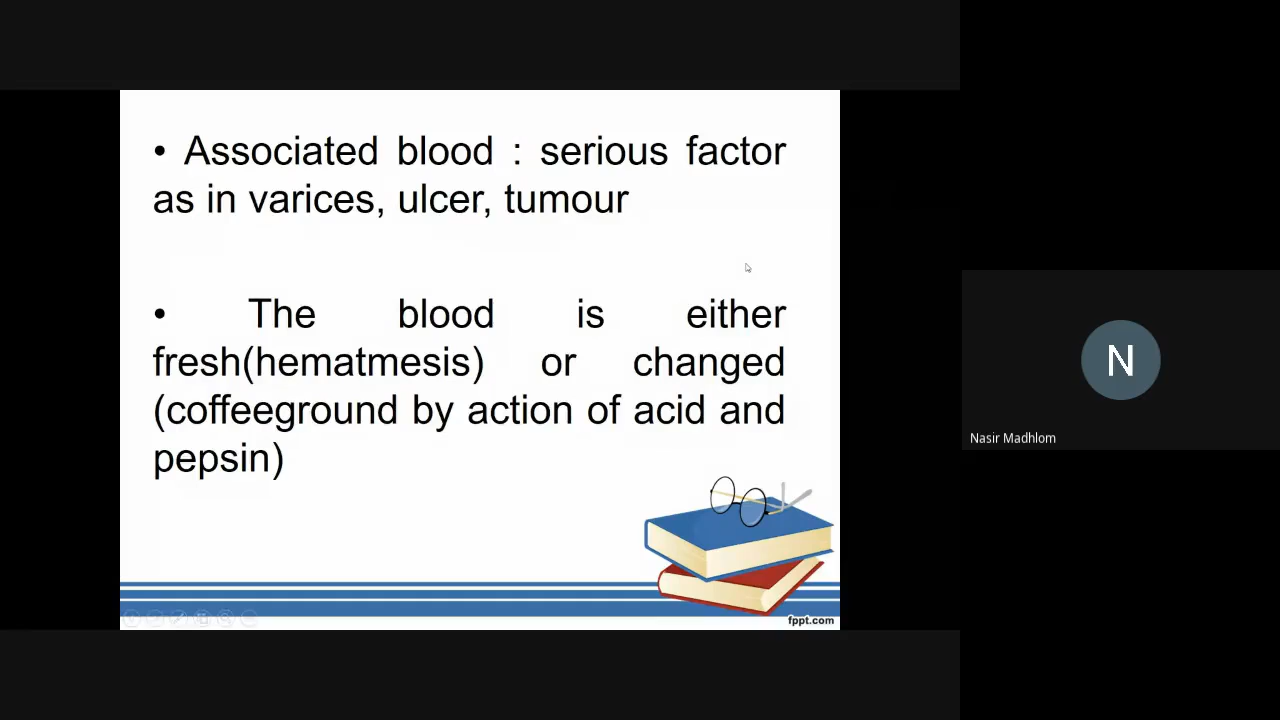 • Associated blood : serious factor
as in varices, ulcer, tumour
• The blood is either
fresh(hematmesis) or changed
(coffeeground by action of acid and
pepsin)
fppt.com
N
Nasir Madhlom